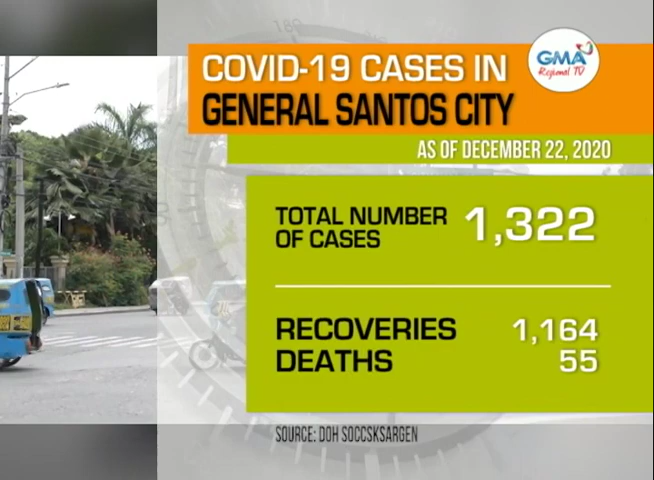 COVID-19 CASES IN
GMA
Regional TV
GENERAL SANTOS CITY
AS OF DECEMBER 22, 2020
TOTAL NUMBER
OF CASES
1,322
RECOVERIES 1,164
DEATHS 55
SOURCE: DOH SOCCSKSARGEN